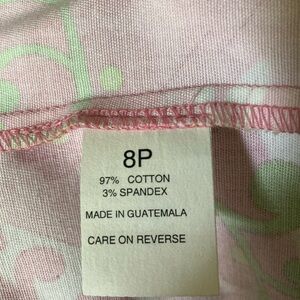 8P
97% COTTON
3% SPANDEX
MADE IN GUATEMALA
CARE ON REVERSE